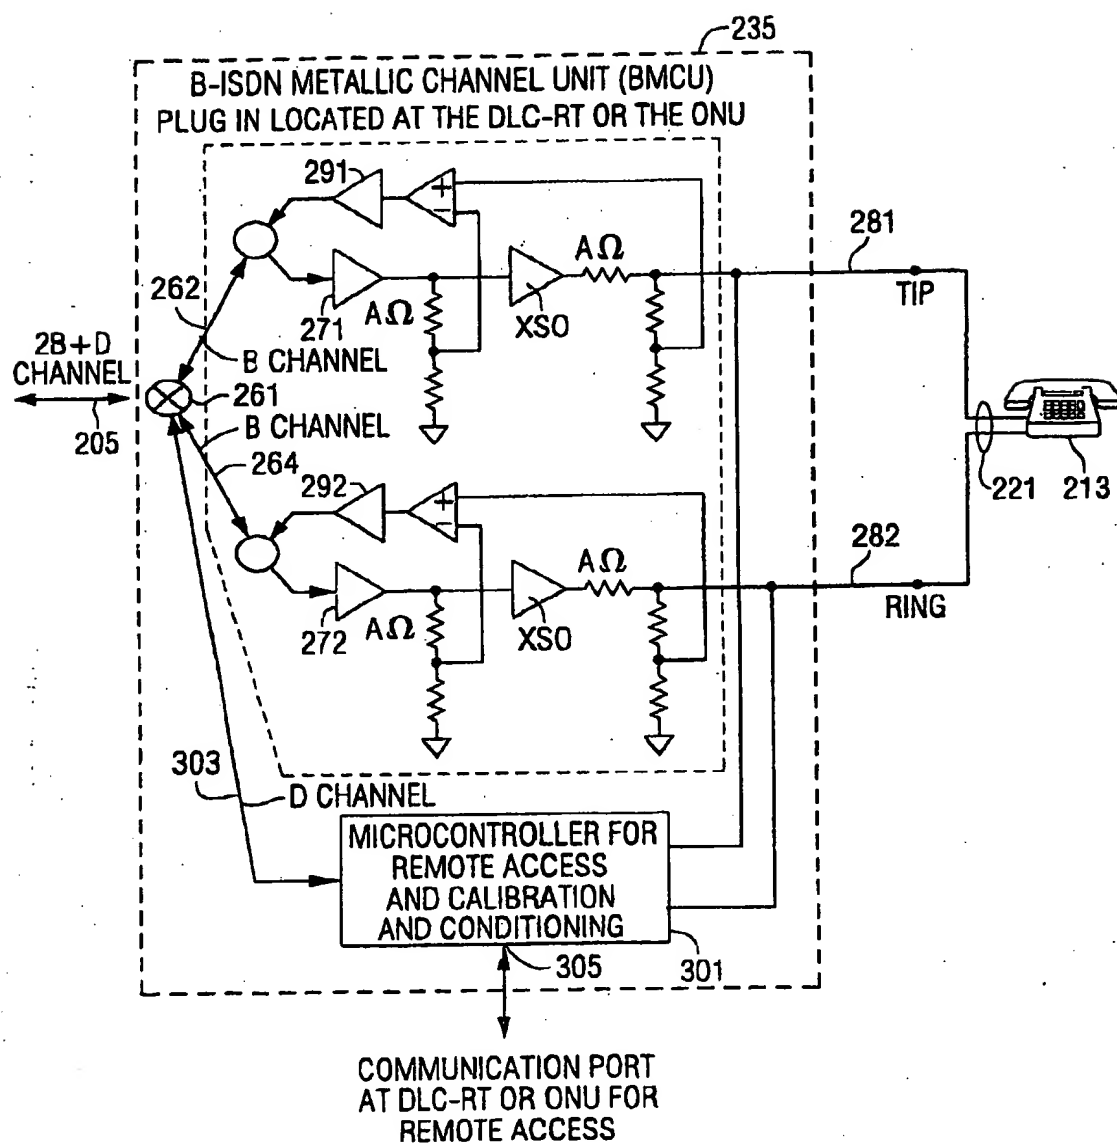 235
B-ISDN METALLIC CHANNEL UNIT (BMCU)
PLUG IN LOCATED AT THE DLC-RT OR THE ONU
291
+
−
281
AΩ
262
TIP
271
AΩ
XSO
2B+D
CHANNEL
B CHANNEL
261
205
B CHANNEL
264
221
213
292
+
−
282
AΩ
RING
272
AΩ
XSO
303
D CHANNEL
MICROCONTROLLER FOR
REMOTE ACCESS
AND CALIBRATION
AND CONDITIONING
305
301
COMMUNICATION PORT
AT DLC-RT OR ONU FOR
REMOTE ACCESS